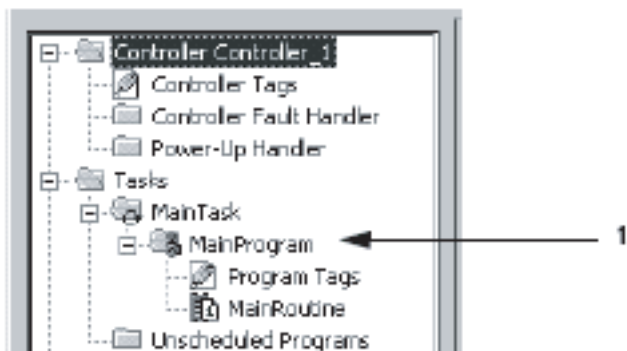 Controller Controller_1
Controller Tags
Controller Fault Handler
Power-Up Handler
Tasks
MainTask
MainProgram 1
Program Tags
MainRoutine
Unscheduled Programs